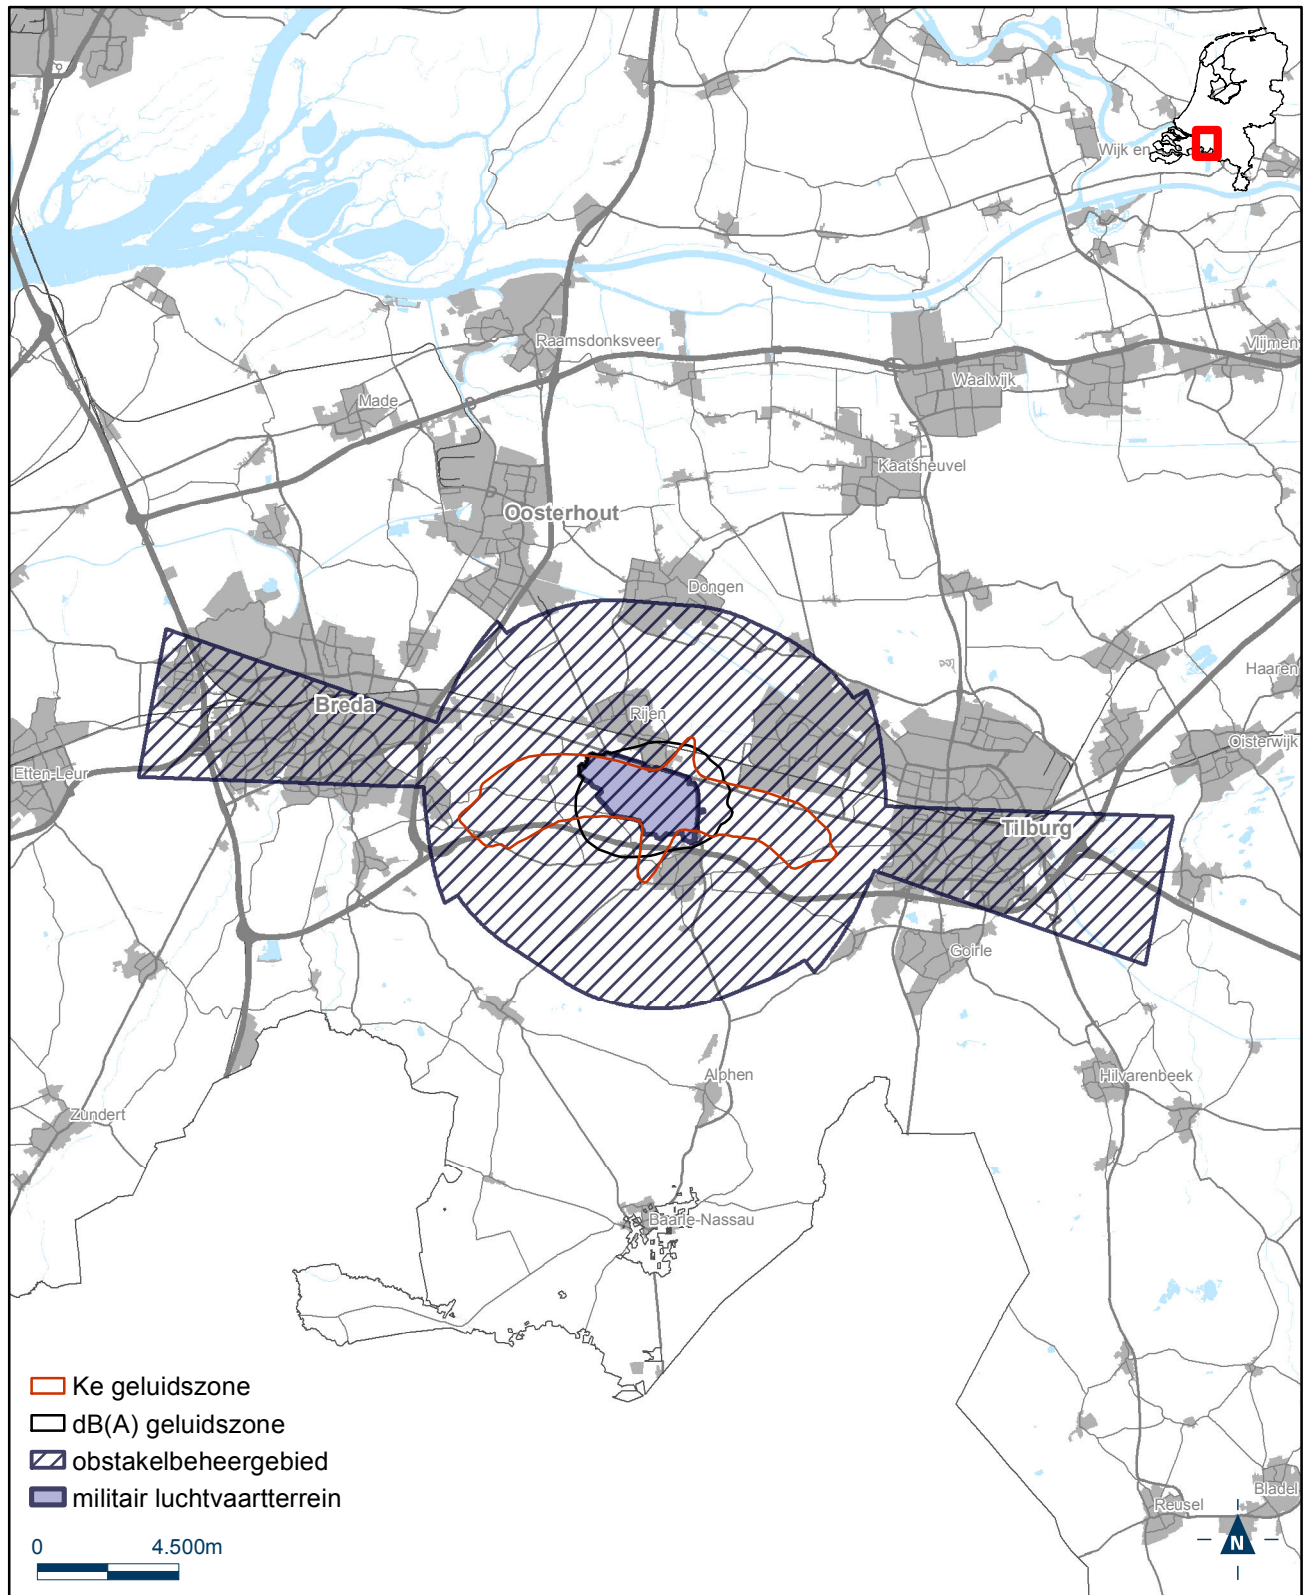 Wijk en
Raamsdonksveer
Vlijmen
Waalwijk
Made
Kaatsheuvel
Oosterhout
Dongen
Haaren
Breda
Rijen
Oisterwijk
Etten-Leur
Tilburg
Goirle
Alphen
Hilvarenbeek
Zundert
Baarle-Nassau
Ke geluidszone
dB(A) geluidszone
obstakelbeheergebied
militair luchtvaartterrein
Bladel
Reusel
0 4.500m
N